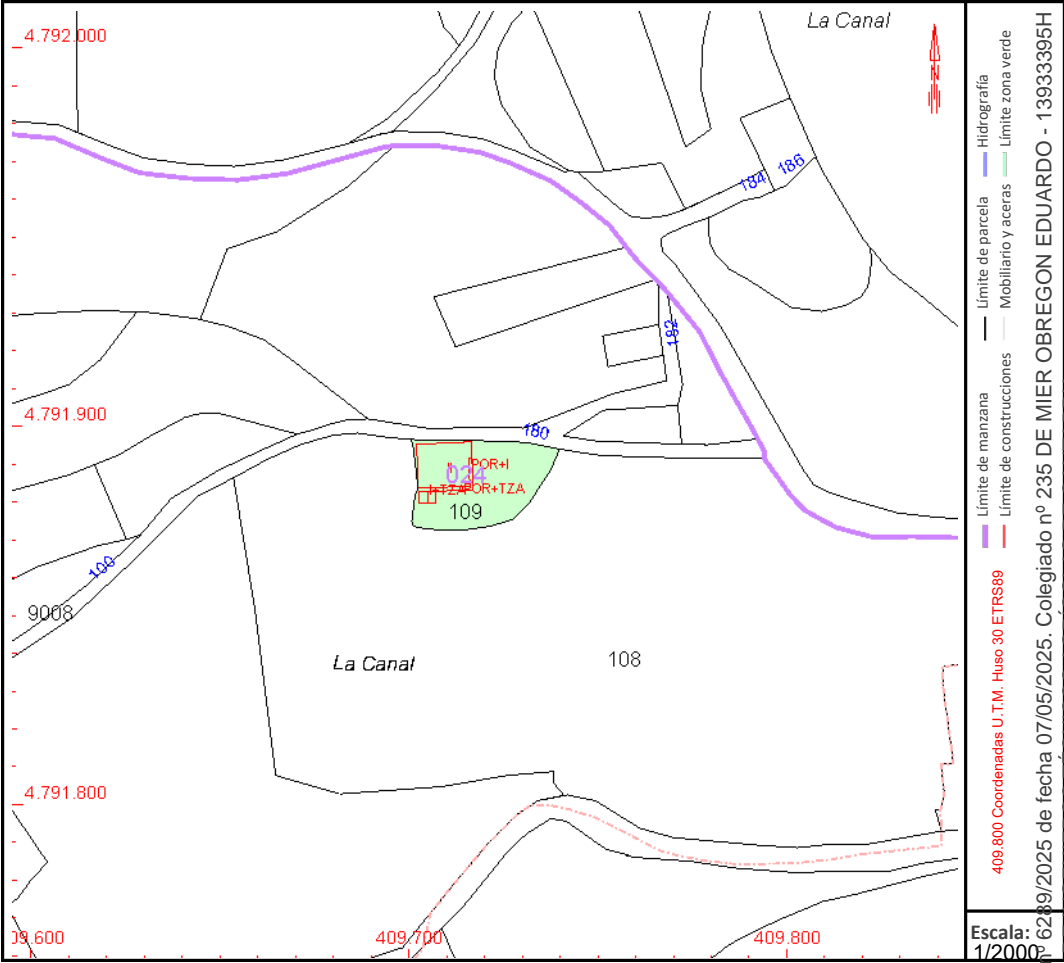 La Canal
4.792.000
N
186
184
182
4.791.900
180
POR+I
024
I+TZA
POR+TZA
109
100
9008
La Canal
108
4.791.800
409.700
409.800
Límite de manzana
Límite de parcela
Hidrografía
Límite de construcciones
Mobiliario y aceras
Límite zona verde
409.800 Coordenadas U.T.M. Huso 30 ETRS89
Escala:
1/2000
nº 6289/2025 de fecha 07/05/2025. Colegiado nº 235 DE MIER OBREGON EDUARDO - 13933395H